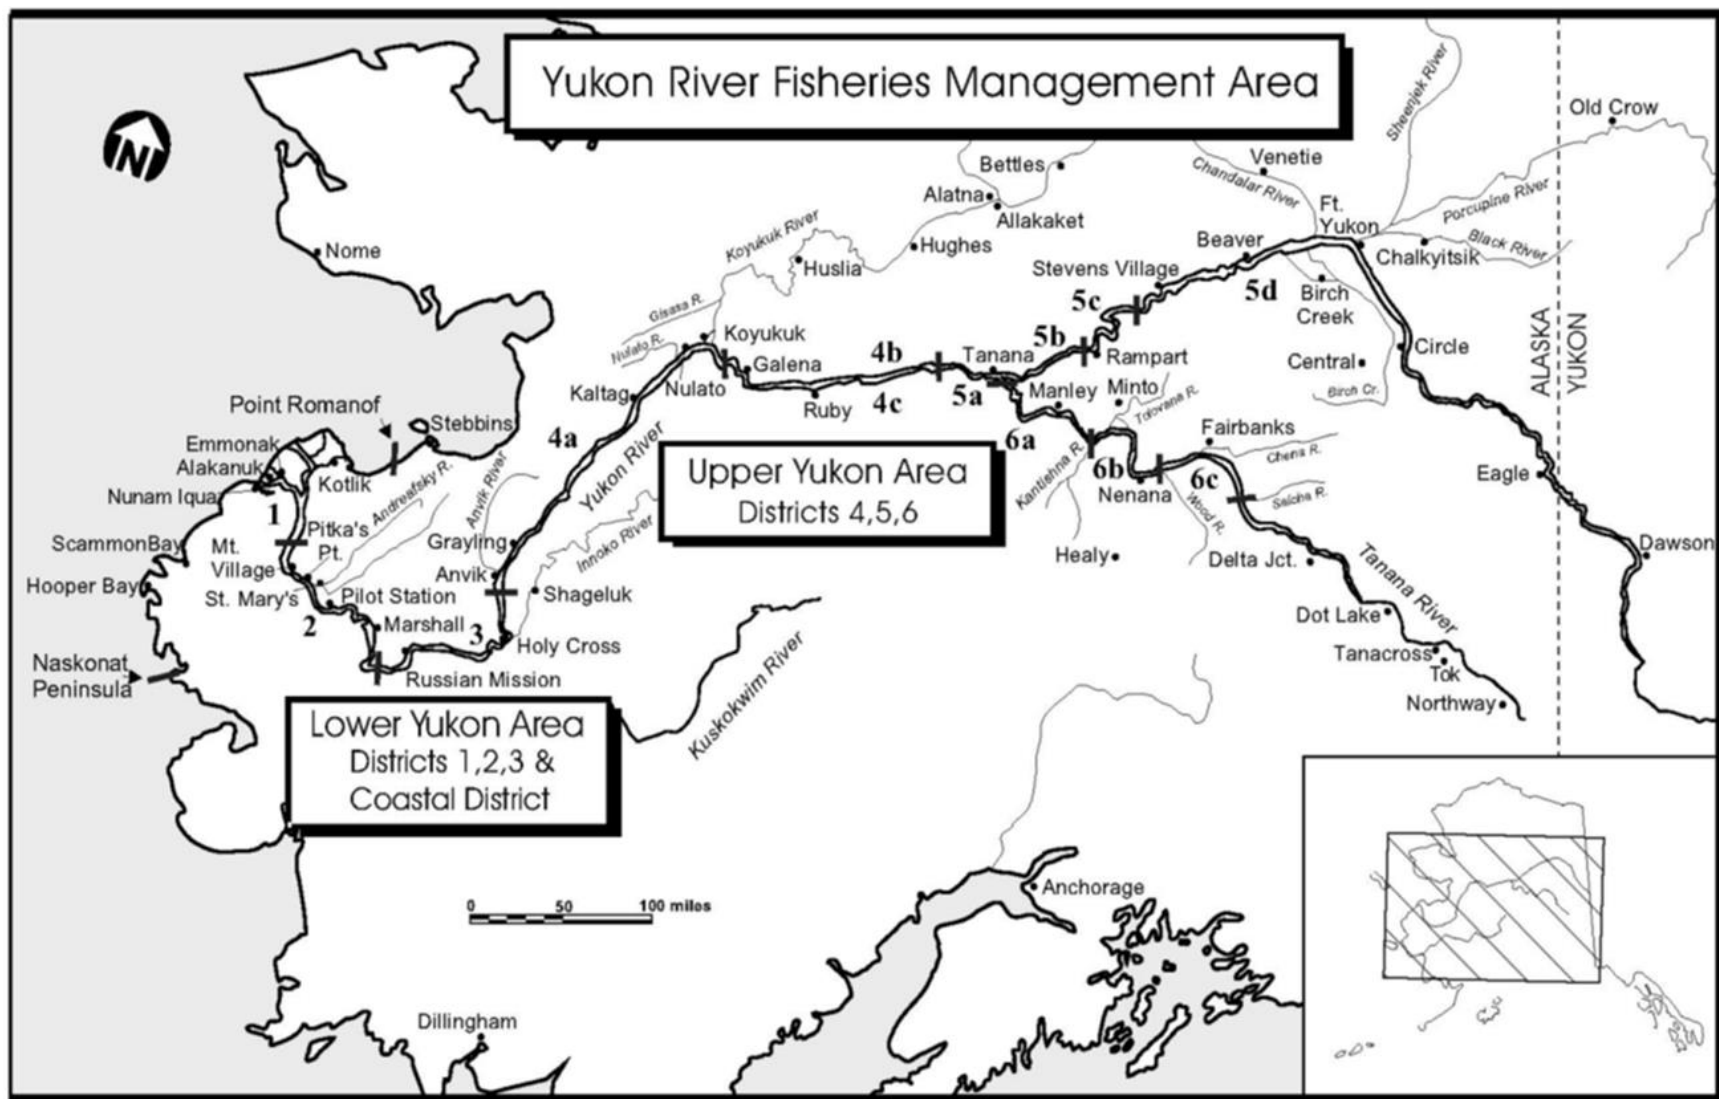 Yukon River Fisheries Management Area
N
Sheenjek River
Old Crow
Venetie
Chandalar River
Bettles
Alatna
Allakaket
Ft.
Yukon
Porcupine River
Black River
Chalkyitsik
Koyukuk River
Hughes
Huslia
Nome
Beaver
Stevens Village
5c
5d
Birch
Creek
Gisasa R.
Nulato R.
Koyukuk
Galena
Nulato
Kaltag
4b
4c
Ruby
Tanana
5a
5b
Rampart
Circle
Central
Birch Cr.
ALASKA
YUKON
Manley
Minto
Tolovana R.
6a
Kantishna R.
6b
Nenana
Fairbanks
Chena R.
6c
Salcha R.
Wood R.
Eagle
Point Romanof
Stebbins
Emmonak
Alakanuk
Nunam Iqua
Kotlik
Andreafsky R.
Anvik River
4a
Yukon River
Innoko River
Upper Yukon Area
Districts 4,5,6
1
Pitka's
Pt.
Mt.
Village
ScammonBay
Hooper Bay
St. Mary's
Pilot Station
2
Marshall
3
Grayling
Anvik
Shageluk
Holy Cross
Russian Mission
Naskonat
Peninsula
Healy
Delta Jct.
Tanana River
Dot Lake
Tanacross
Tok
Northway
Dawson
Kuskokwim River
Lower Yukon Area
Districts 1,2,3 &
Coastal District
0 50 100 miles
Anchorage
Dillingham